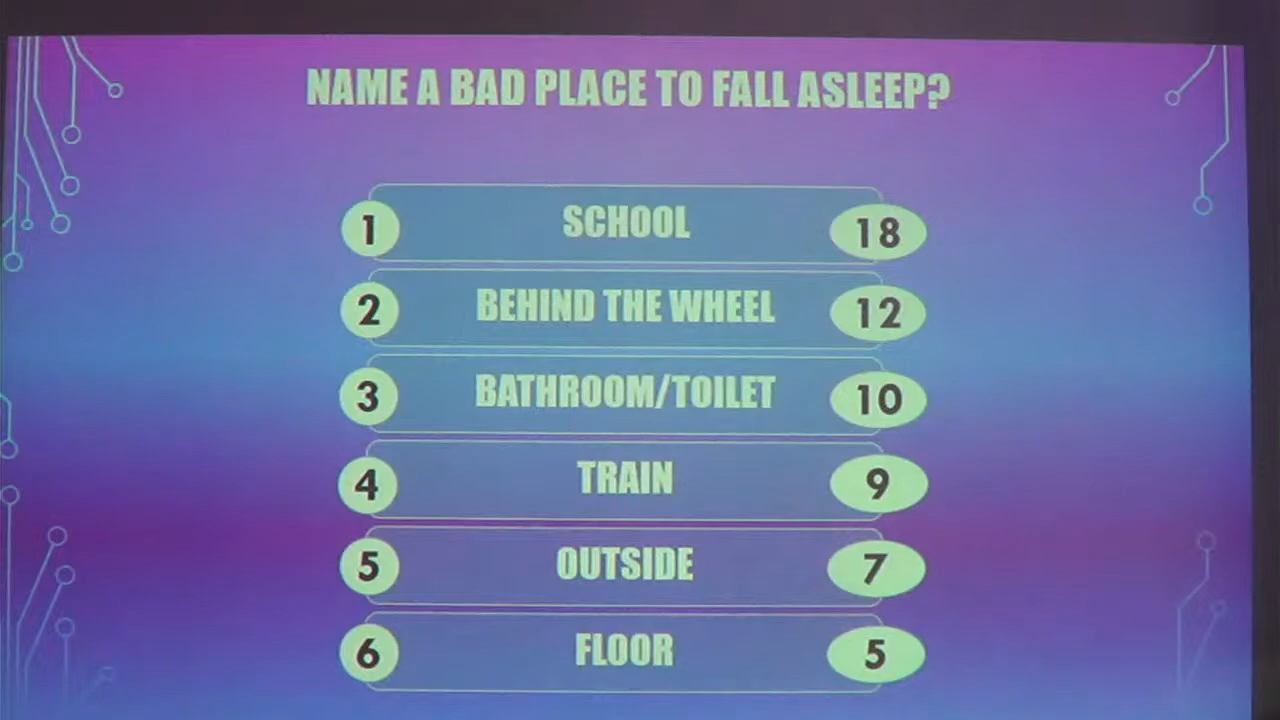 NAME A BAD PLACE TO FALL ASLEEP?
1 SCHOOL 18
2 BEHIND THE WHEEL 12
3 BATHROOM/TOILET 10
4 TRAIN 9
5 OUTSIDE 7
6 FLOOR 5